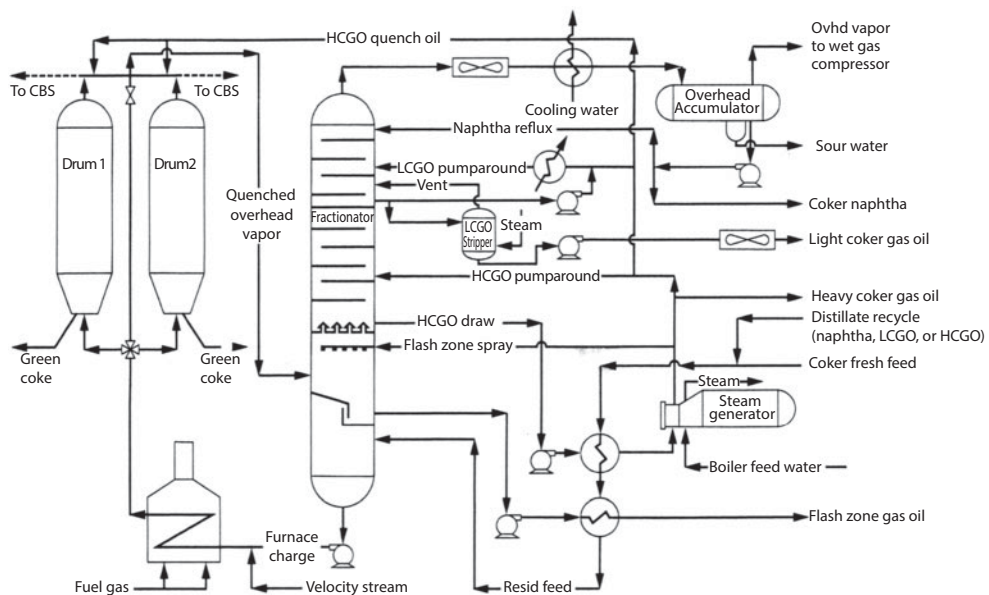 HCGO quench oil
Ovhd vapor
to wet gas
compressor
To CBS
To CBS
Cooling water
Overhead
Accumulator
Naphtha reflux
Sour water
Drum 1
Drum2
LCGO pumparound
Vent
Quenched
overhead
vapor
Fractionator
LCGO
Stripper
Steam
Coker naphtha
Light coker gas oil
HCGO pumparound
Heavy coker gas oil
HCGO draw
Distillate recycle
(naphtha, LCGO, or HCGO)
Flash zone spray
Green
coke
Green
coke
Coker fresh feed
Steam
Steam
generator
Boiler feed water
Flash zone gas oil
Furnace
charge
Fuel gas
Velocity stream
Resid feed